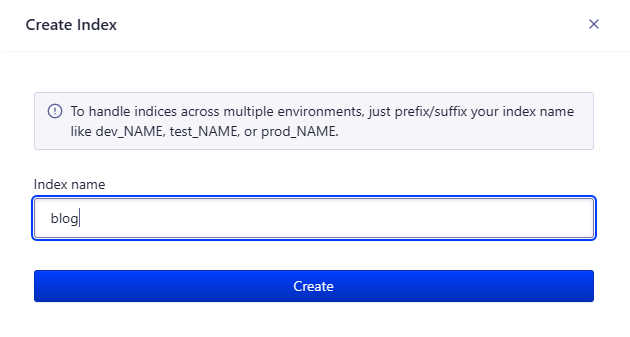 Create Index
To handle indices across multiple environments, just prefix/suffix your index name
like dev_NAME, test_NAME, or prod_NAME.
Index name
blog
Create